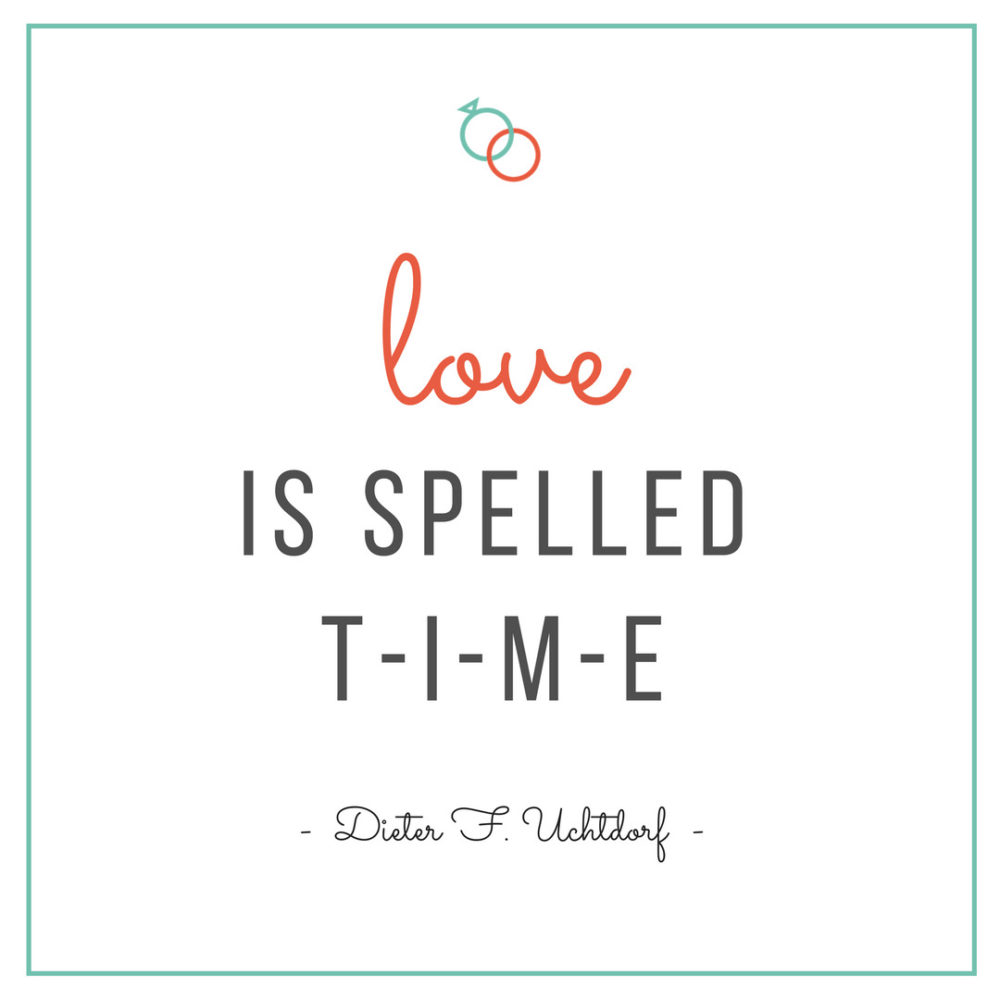 love
IS SPELLED
T-I-M-E
- Dieter F. Uchtdorf -